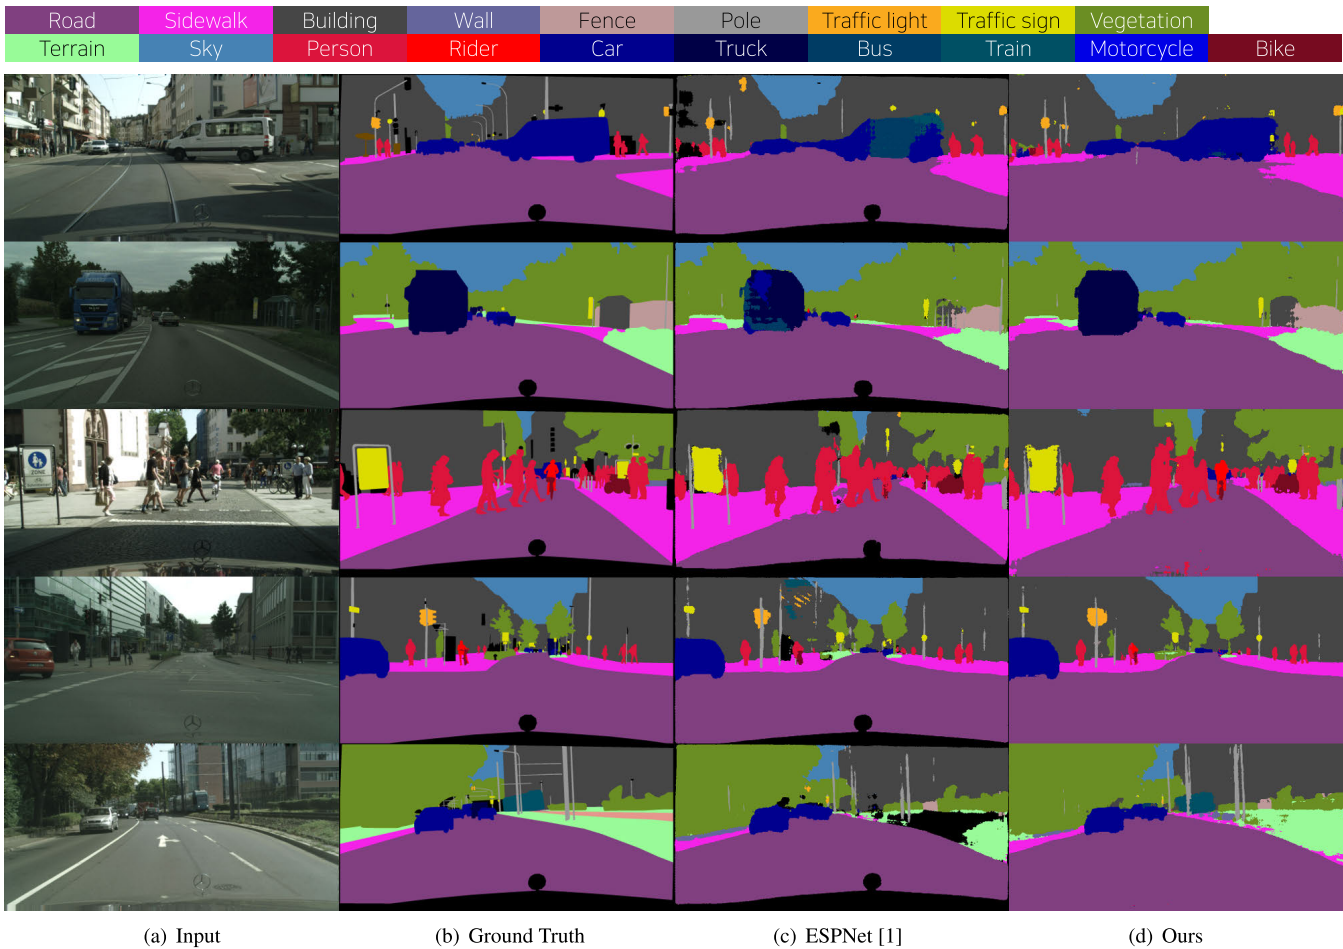 Road Sidewalk Building Wall Fence Pole Traffic light Traffic sign Vegetation
Terrain Sky Person Rider Car Truck Bus Train Motorcycle Bike
ZONE
(a) Input
(b) Ground Truth
(c) ESPNet [1]
(d) Ours